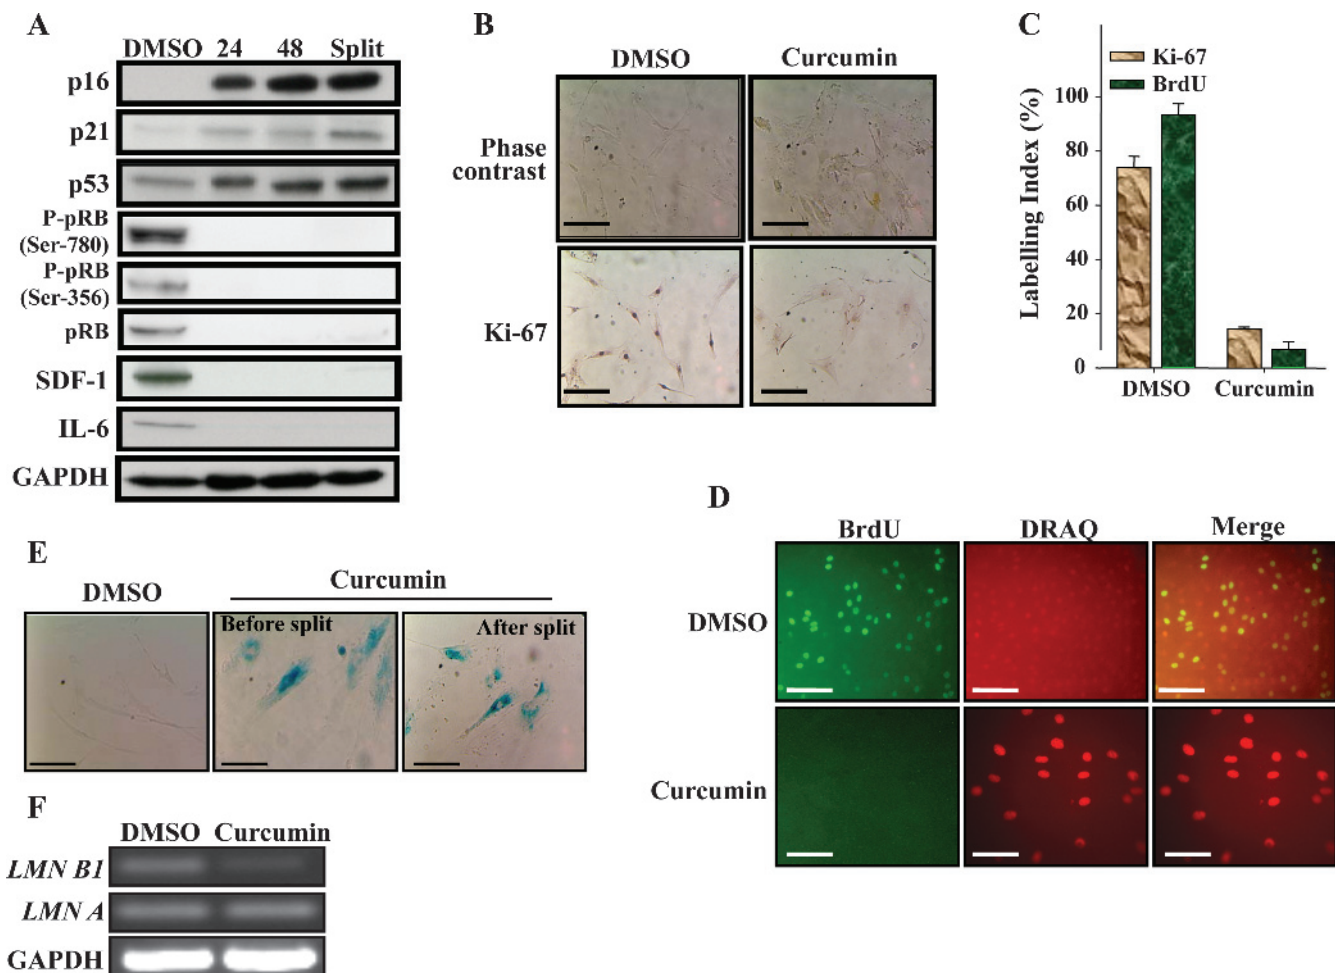 A
DMSO 24 48 Split
p16
p21
p53
P-pRB
(Ser-780)
P-pRB
(Ser-356)
pRB
SDF-1
IL-6
GAPDH
B
DMSO Curcumin
Phase
contrast
Ki-67
C
Ki-67
BrdU
Labelling Index (%)
100
80
60
40
20
0
DMSO Curcumin
D
BrdU DRAQ Merge
DMSO
Curcumin
E
DMSO
Curcumin
Before split
After split
F
DMSO Curcumin
LMN B1
LMN A
GAPDH